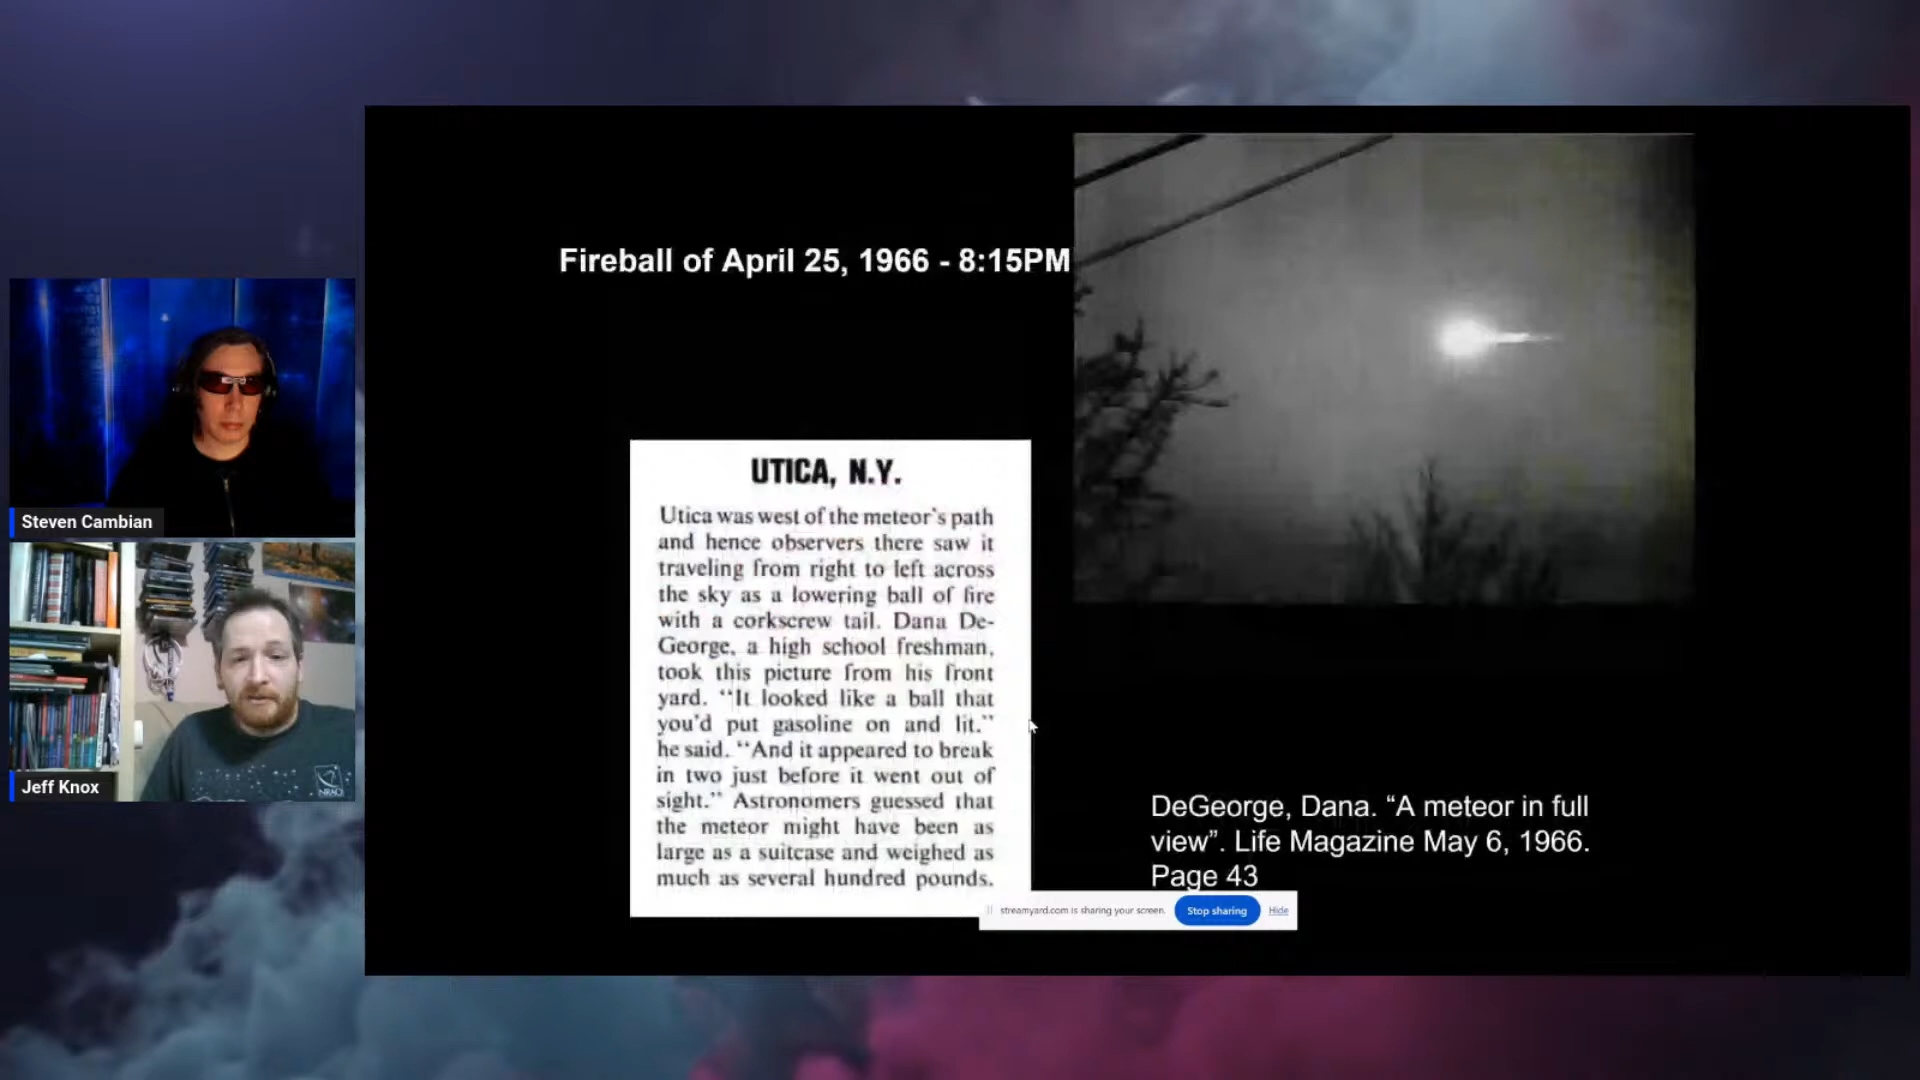 Fireball of April 25, 1966 - 8:15PM
Steven Cambian
Jeff Knox
NRAO
UTICA, N.Y.
Utica was west of the meteor's path
and hence observers there saw it
traveling from right to left across
the sky as a lowering ball of fire
with a corkscrew tail. Dana De-
George, a high school freshman,
took this picture from his front
yard. "It looked like a ball that
you'd put gasoline on and lit."
he said. "And it appeared to break
in two just before it went out of
sight." Astronomers guessed that
the meteor might have been as
large as a suitcase and weighed as
much as several hundred pounds.
DeGeorge, Dana. “A meteor in full
view”. Life Magazine May 6, 1966.
Page 43
streamyard.com is sharing your screen.
Stop sharing
Hide